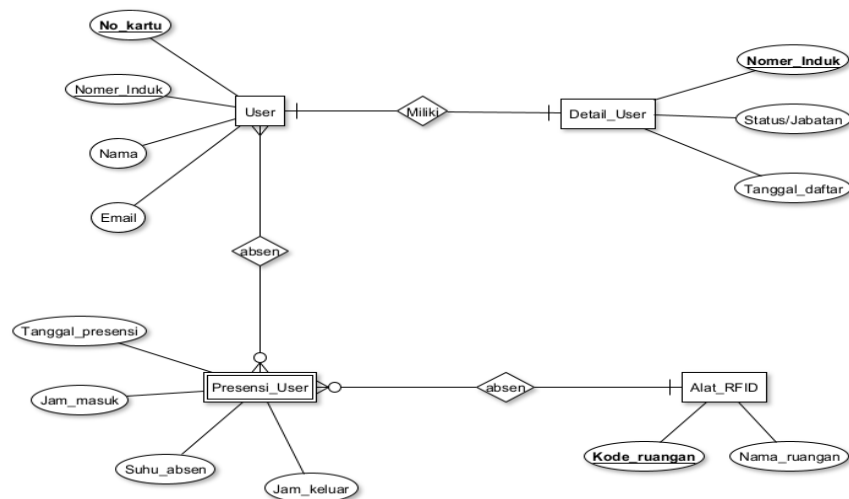 No_kartu
Nomer_Induk
Nama
Email
User
Miliki
Detail_User
Nomer_Induk
Status/Jabatan
Tanggal_daftar
absen
Tanggal_presensi
Jam_masuk
Suhu_absen
Jam_keluar
Presensi_User
absen
Alat_RFID
Kode_ruangan
Nama_ruangan